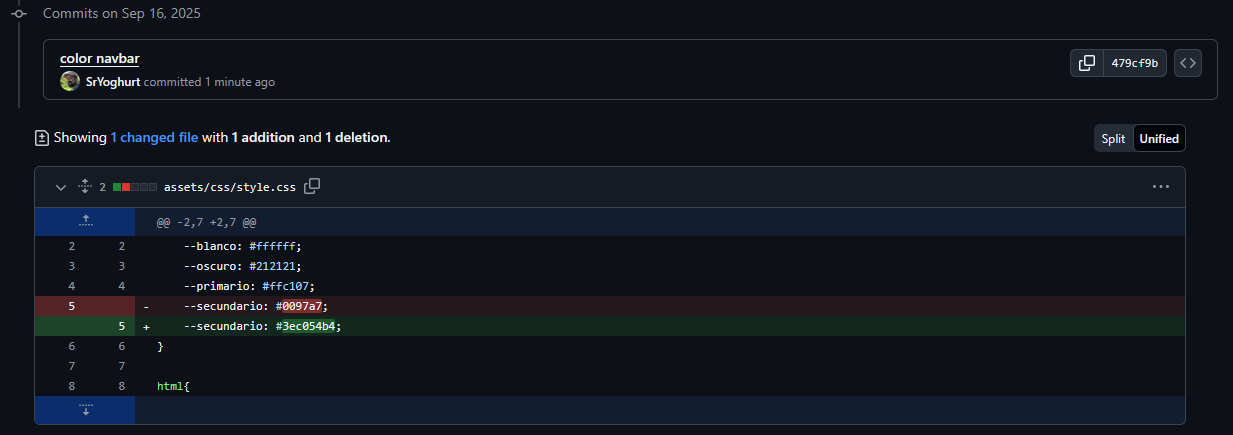 Commits on Sep 16, 2025
color navbar
SrYoghurt committed 1 minute ago
479cf9b
Showing 1 changed file with 1 addition and 1 deletion.
Split Unified
2 assets/css/style.css
@@ -2,7 +2,7 @@
2 2 --blanco: #ffffff;
3 3 --oscuro: #212121;
4 4 --primario: #ffc107;
5 - --secundario: #0097a7;
5 + --secundario: #3ec054b4;
6 6 }
7 7
8 8 html{